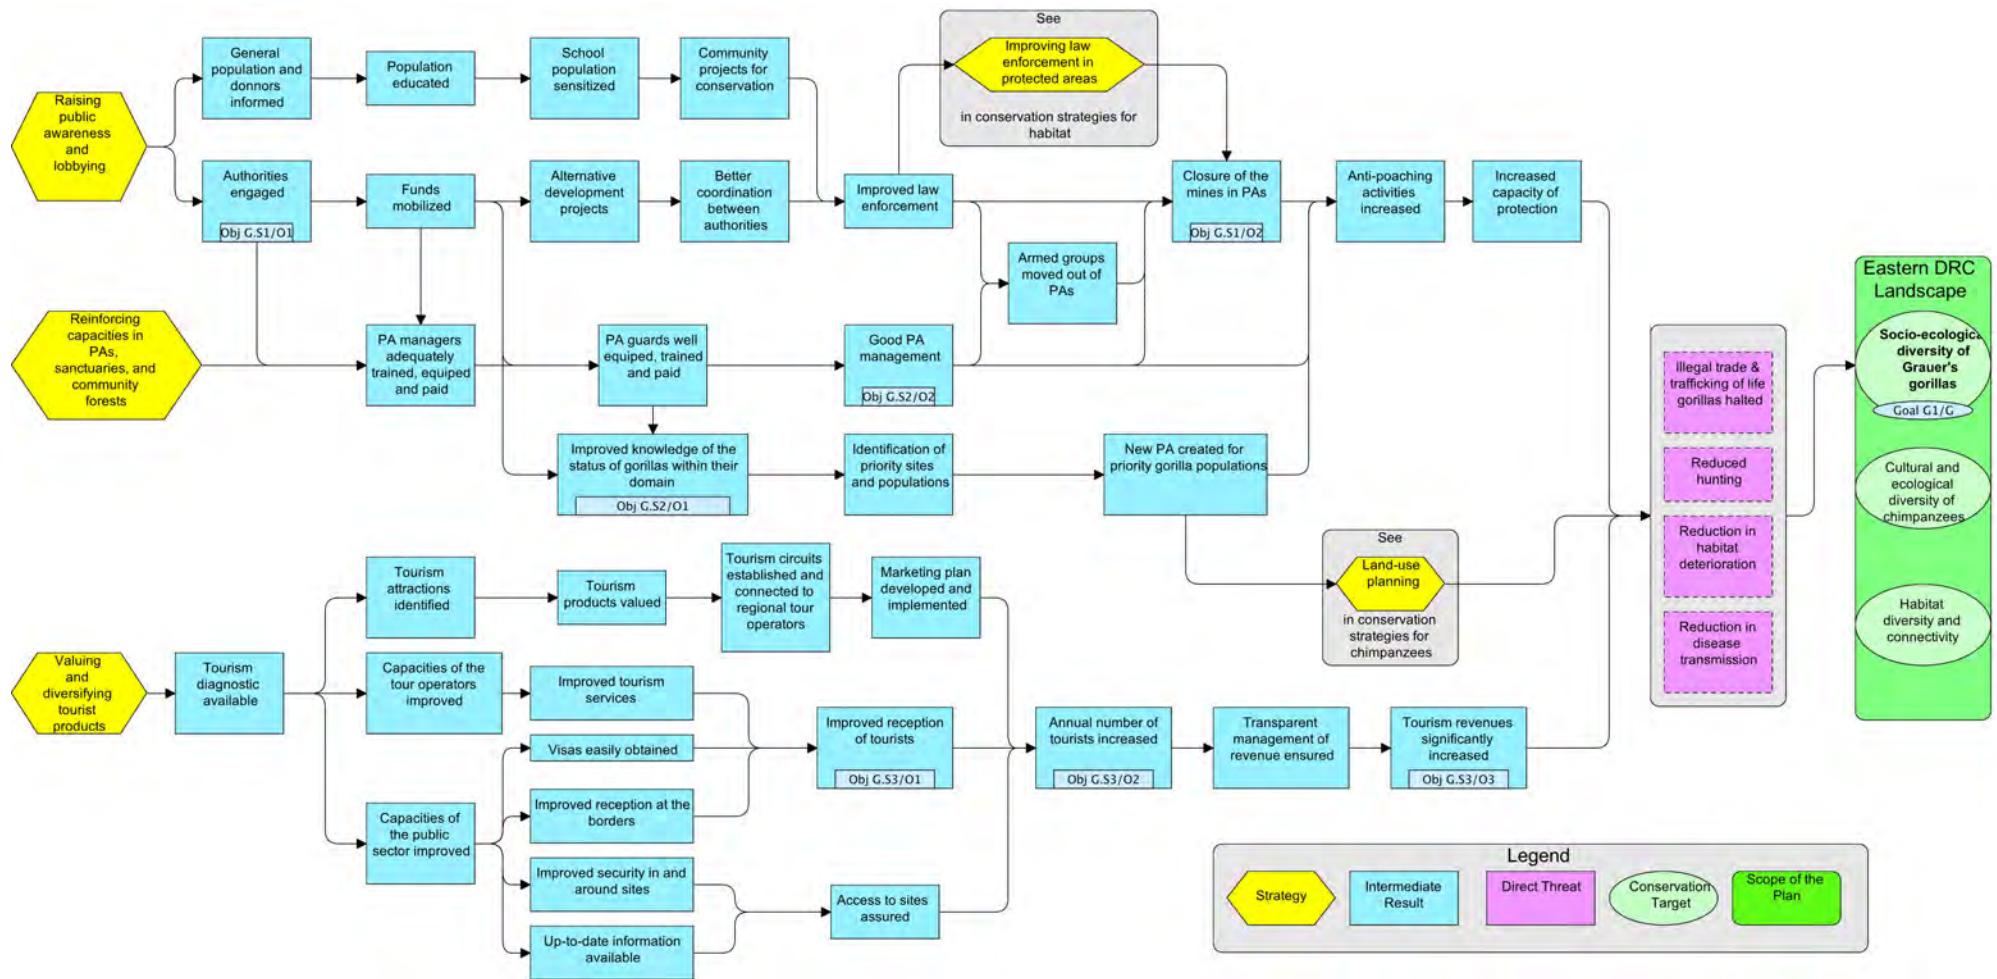 Raising
public
awareness
and
lobbying
General
population and
donnors
informed
Population
educated
School
population
sensitized
Community
projects for
conservation
See
Improving law
enforcement in
protected areas
in conservation strategies for
habitat
Authorities
engaged
Obj G.S1/O1
Funds
mobilized
Alternative
development
projects
Better
coordination
between
authorities
Improved law
enforcement
Closure of the
mines in PAs
Obj G.S1/O2
Anti-poaching
activities
increased
Increased
capacity of
protection
Armed groups
moved out of
PAs
Reinforcing
capacities in
PAs,
sanctuaries, and
community
forests
PA managers
adequately
trained, equiped
and paid
PA guards well
equiped, trained
and paid
Good PA
management
Obj G.S2/O2
Improved knowledge of the
status of gorillas within their
domain
Obj G.S2/O1
Identification of
priority sites
and populations
New PA created for
priority gorilla populations
See
Land-use
planning
in conservation
strategies for
chimpanzees
Valuing
and
diversifying
tourist
products
Tourism
diagnostic
available
Tourism
attractions
identified
Tourism
products valued
Tourism circuits
established and
connected to
regional tour
operators
Marketing plan
developed and
implemented
Capacities of the
tour operators
improved
Improved tourism
services
Visas easily obtained
Improved reception at the
borders
Capacities of
the public
sector improved
Improved security in and
around sites
Up-to-date information
available
Improved reception
of tourists
Obj G.S3/O1
Access to sites
assured
Annual number of
tourists increased
Obj G.S3/O2
Transparent
management of
revenue ensured
Tourism revenues
significantly
increased
Obj G.S3/O3
Illegal trade &
trafficking of life
gorillas halted
Reduced
hunting
Reduction in
habitat
deterioration
Reduction in
disease
transmission
Eastern DRC
Landscape
Socio-ecologica
diversity of
Grauer's
gorillas
Goal G1/G
Cultural and
ecological
diversity of
chimpanzees
Habitat
diversity and
connectivity
Legend
Strategy
Intermediate
Result
Direct Threat
Conservation
Target
Scope of the
Plan